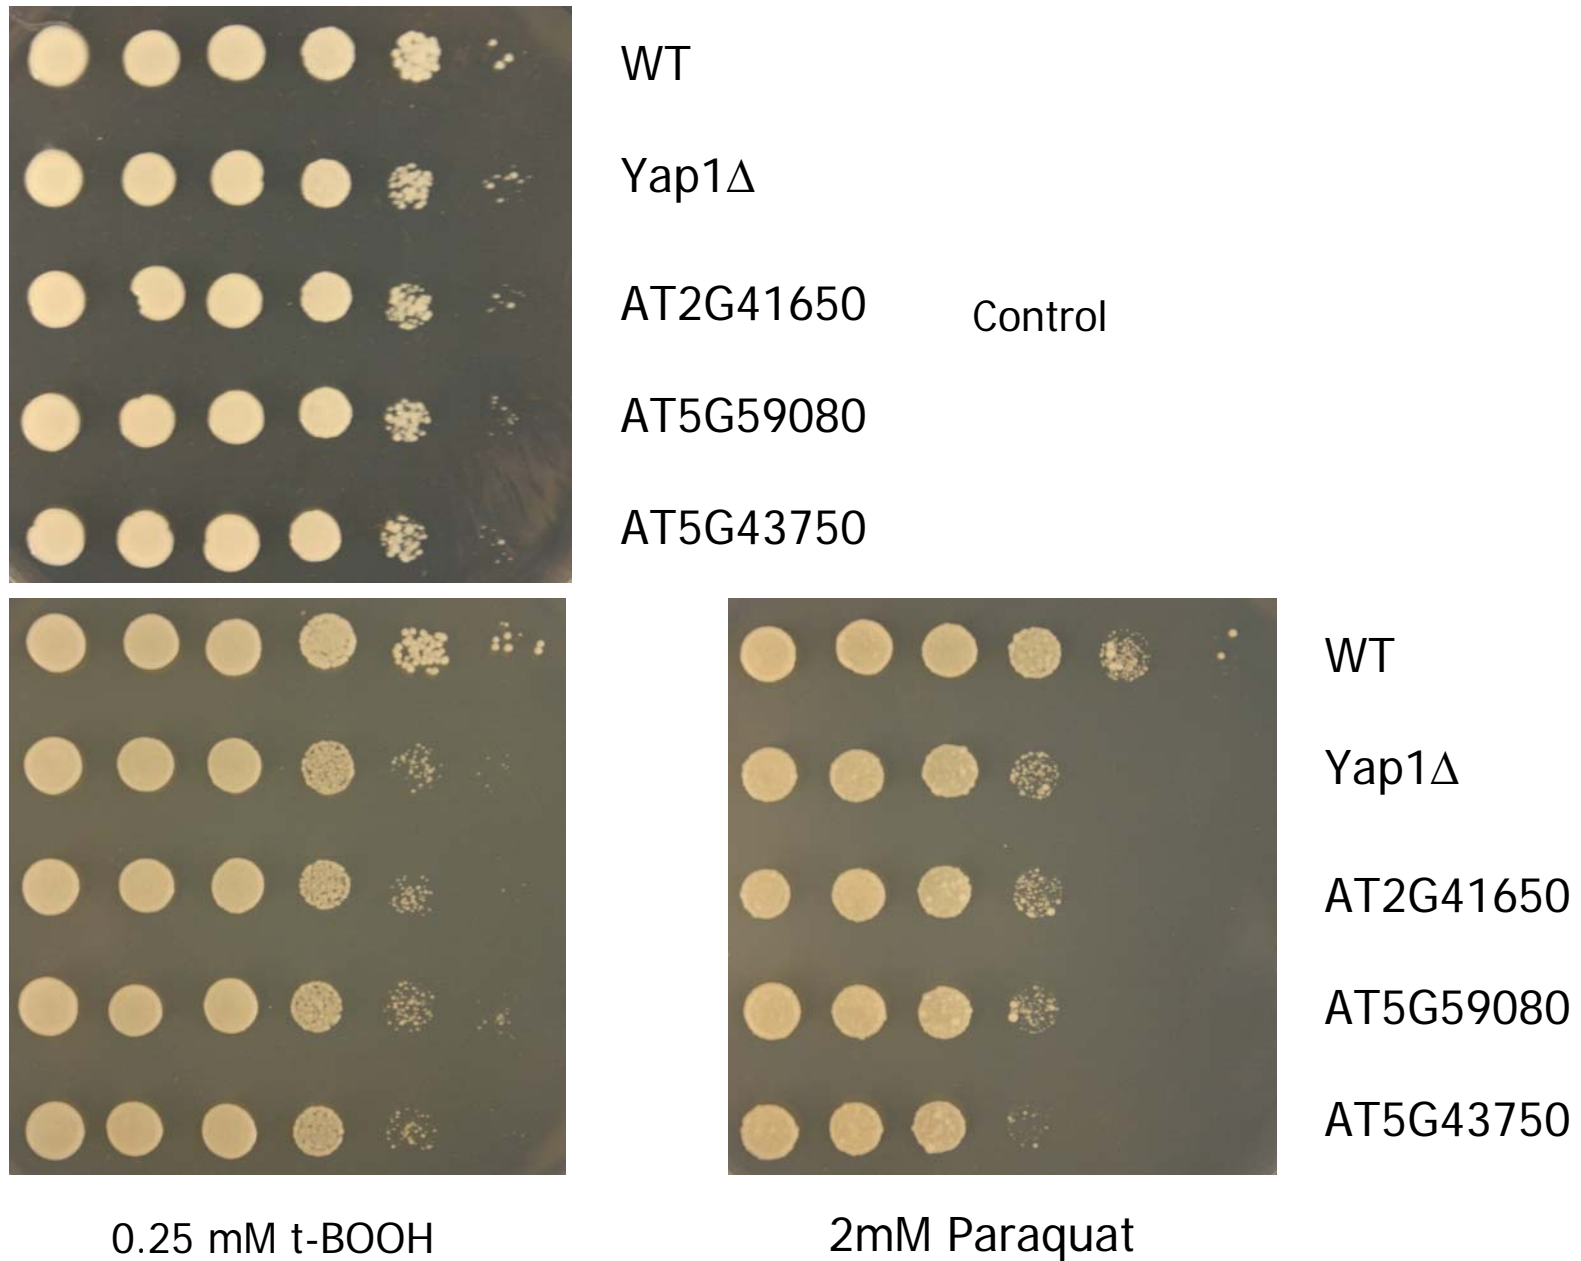 WT
Yap1Δ
AT2G41650
Control
AT5G59080
AT5G43750
WT
Yap1Δ
AT2G41650
AT5G59080
AT5G43750
0.25 mM t-BOOH
2mM Paraquat